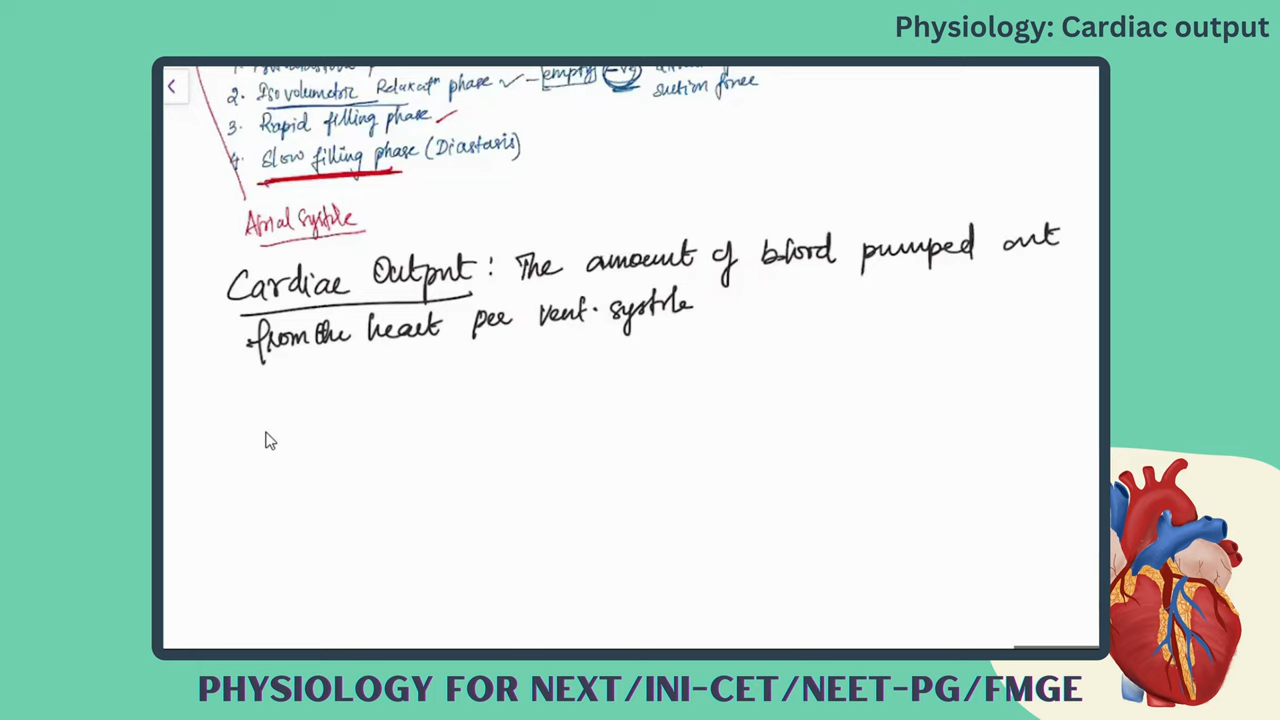 Physiology: Cardiac output
2. Isovolumetric Relaxatn phase ✓ – empty
suction force
3. Rapid filling phase ✓
4. Slow filling phase (Diastasis)
Atrial Systole
Cardiac Output : The amount of blood pumped out
from the heart per vent. systole
PHYSIOLOGY FOR NEXT/INI-CET/NEET-PG/FMGE